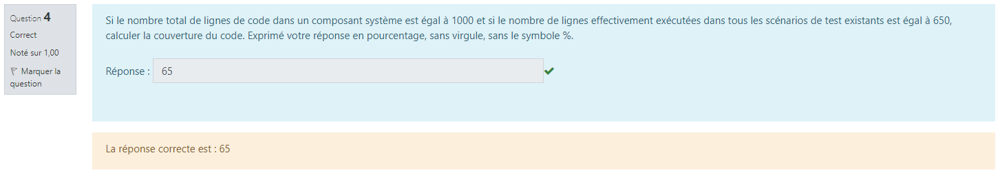 Question 4
Correct
Noté sur 1,00
Marquer la
question
Si le nombre total de lignes de code dans un composant système est égal à 1000 et si le nombre de lignes effectivement exécutées dans tous les scénarios de test existants est égal à 650,
calculer la couverture du code. Exprimé votre réponse en pourcentage, sans virgule, sans le symbole %.
Réponse : 65
La réponse correcte est : 65